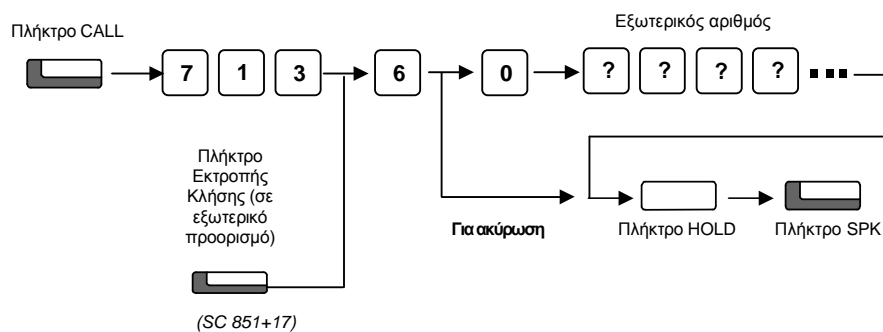 Εξωτερικός αριθμός
Πλήκτρο CALL
7 1 3 6 0 ? ? ? ?
Πλήκτρο
Εκτροπής
Κλήσης (σε
εξωτερικό
προορισμό)
(SC 851+17)
Για ακύρωση
Πλήκτρο HOLD
Πλήκτρο SPK